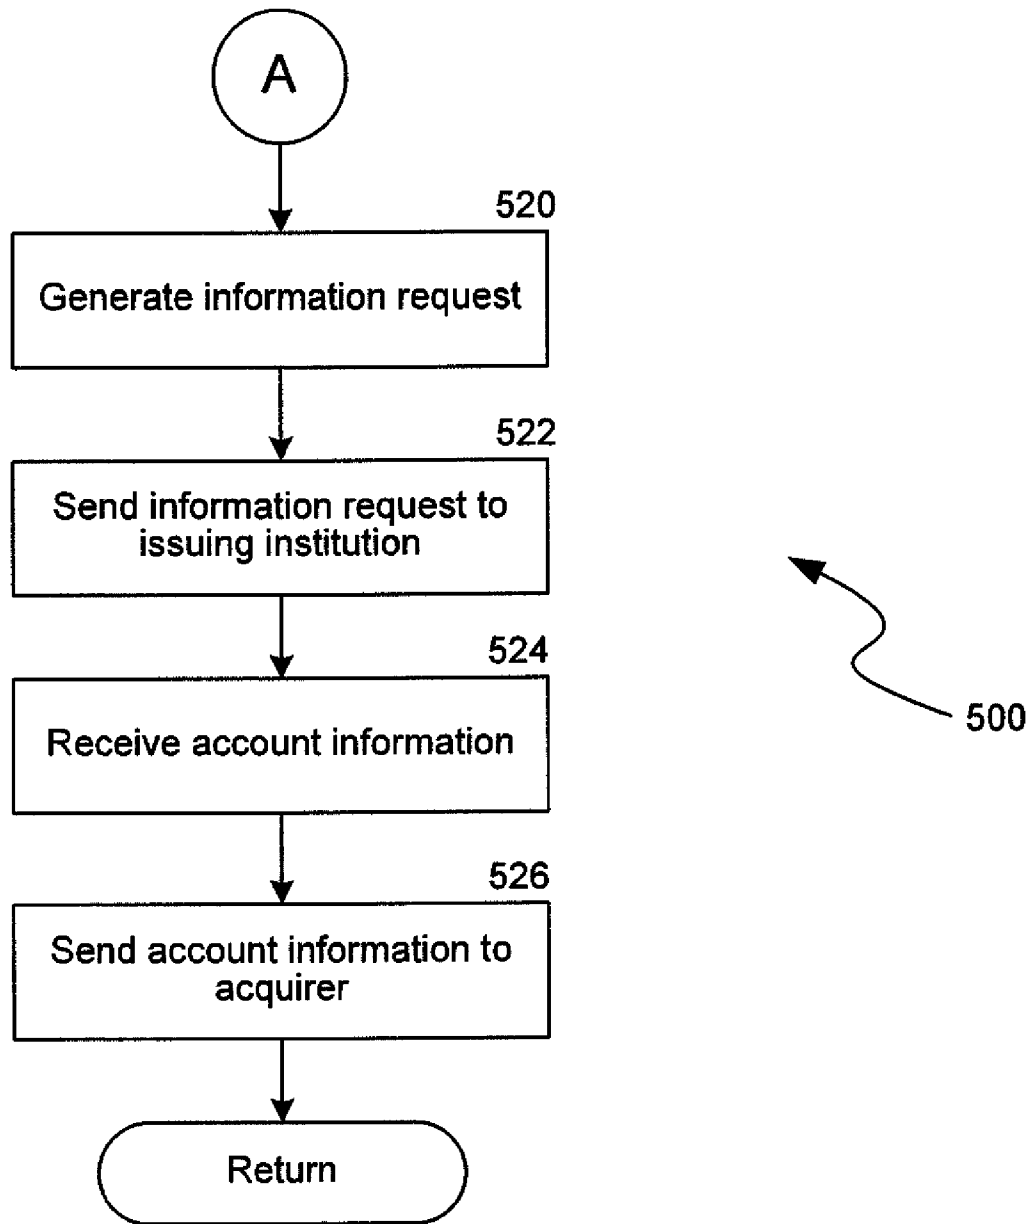 A
520
Generate information request
522
Send information request to
issuing institution
524
Receive account information
500
526
Send account information to
acquirer
Return